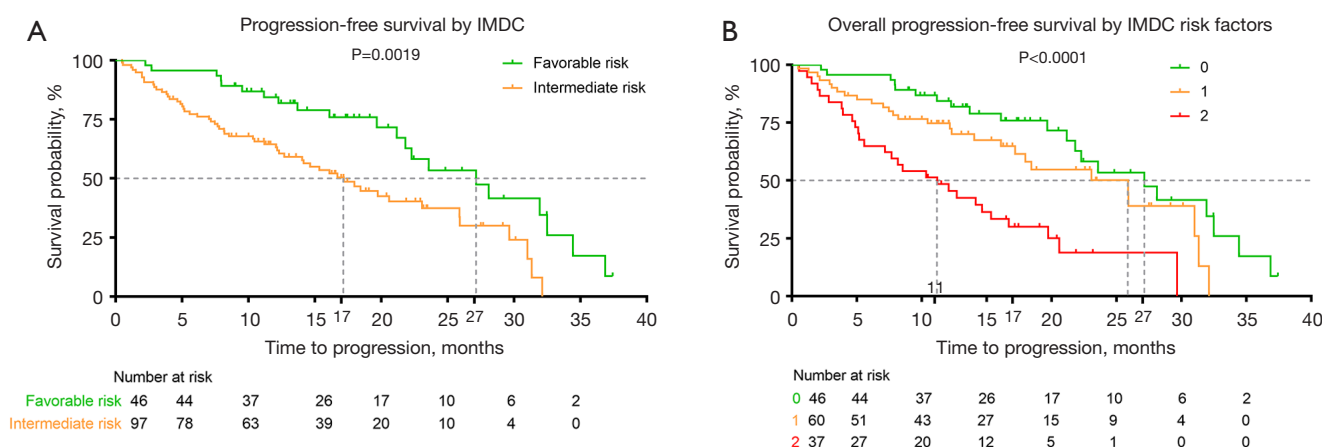 A
Progression-free survival by IMDC
P=0.0019
Favorable risk
Intermediate risk
Survival probability, %
100
75
50
25
0
0 5 10 15 17 20 25 27 30 35 40
Time to progression, months
Number at risk
Favorable risk 46 44 37 26 17 10 6 2
Intermediate risk 97 78 63 39 20 10 4 0
B
Overall progression-free survival by IMDC risk factors
P<0.0001
0
1
2
Survival probability, %
100
75
50
25
0
11
0 5 10 15 17 20 25 27 30 35 40
Time to progression, months
Number at risk
0 46 44 37 26 17 10 6 2
1 60 51 43 27 15 9 4 0
2 37 27 20 12 5 1 0 0